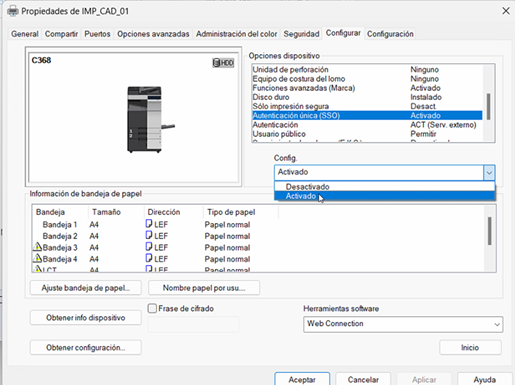 Propiedades de IMP_CAD_01
General Compartir Puertos Opciones avanzadas Administración del color Seguridad Configurar Configuración
C368
HDD
Opciones dispositivo
Unidad de perforación Ninguno
Equipo de costura del lomo Ninguno
Funciones avanzadas (Marca) Activado
Disco duro Instalado
Sólo impresión segura Desact.
Autenticación única (SSO) Activado
Autenticación ACT (Serv. externo)
Usuario público Permitir
Config.
Activado
Desactivado
Activado
Información de bandeja de papel
Bandeja Tamaño Dirección Tipo de papel
Bandeja 1 A4 LEF Papel normal
Bandeja 2 A4 LEF Papel normal
Bandeja 3 A4 LEF Papel normal
Bandeja 4 A4 LEF Papel normal
LCT A4 LEF Papel normal
Ajuste bandeja de papel... Nombre papel por usu...
Obtener info dispositivo
Frase de cifrado
Herramientas software
Web Connection
Obtener configuración...
Inicio
Aceptar Cancelar Aplicar Ayuda